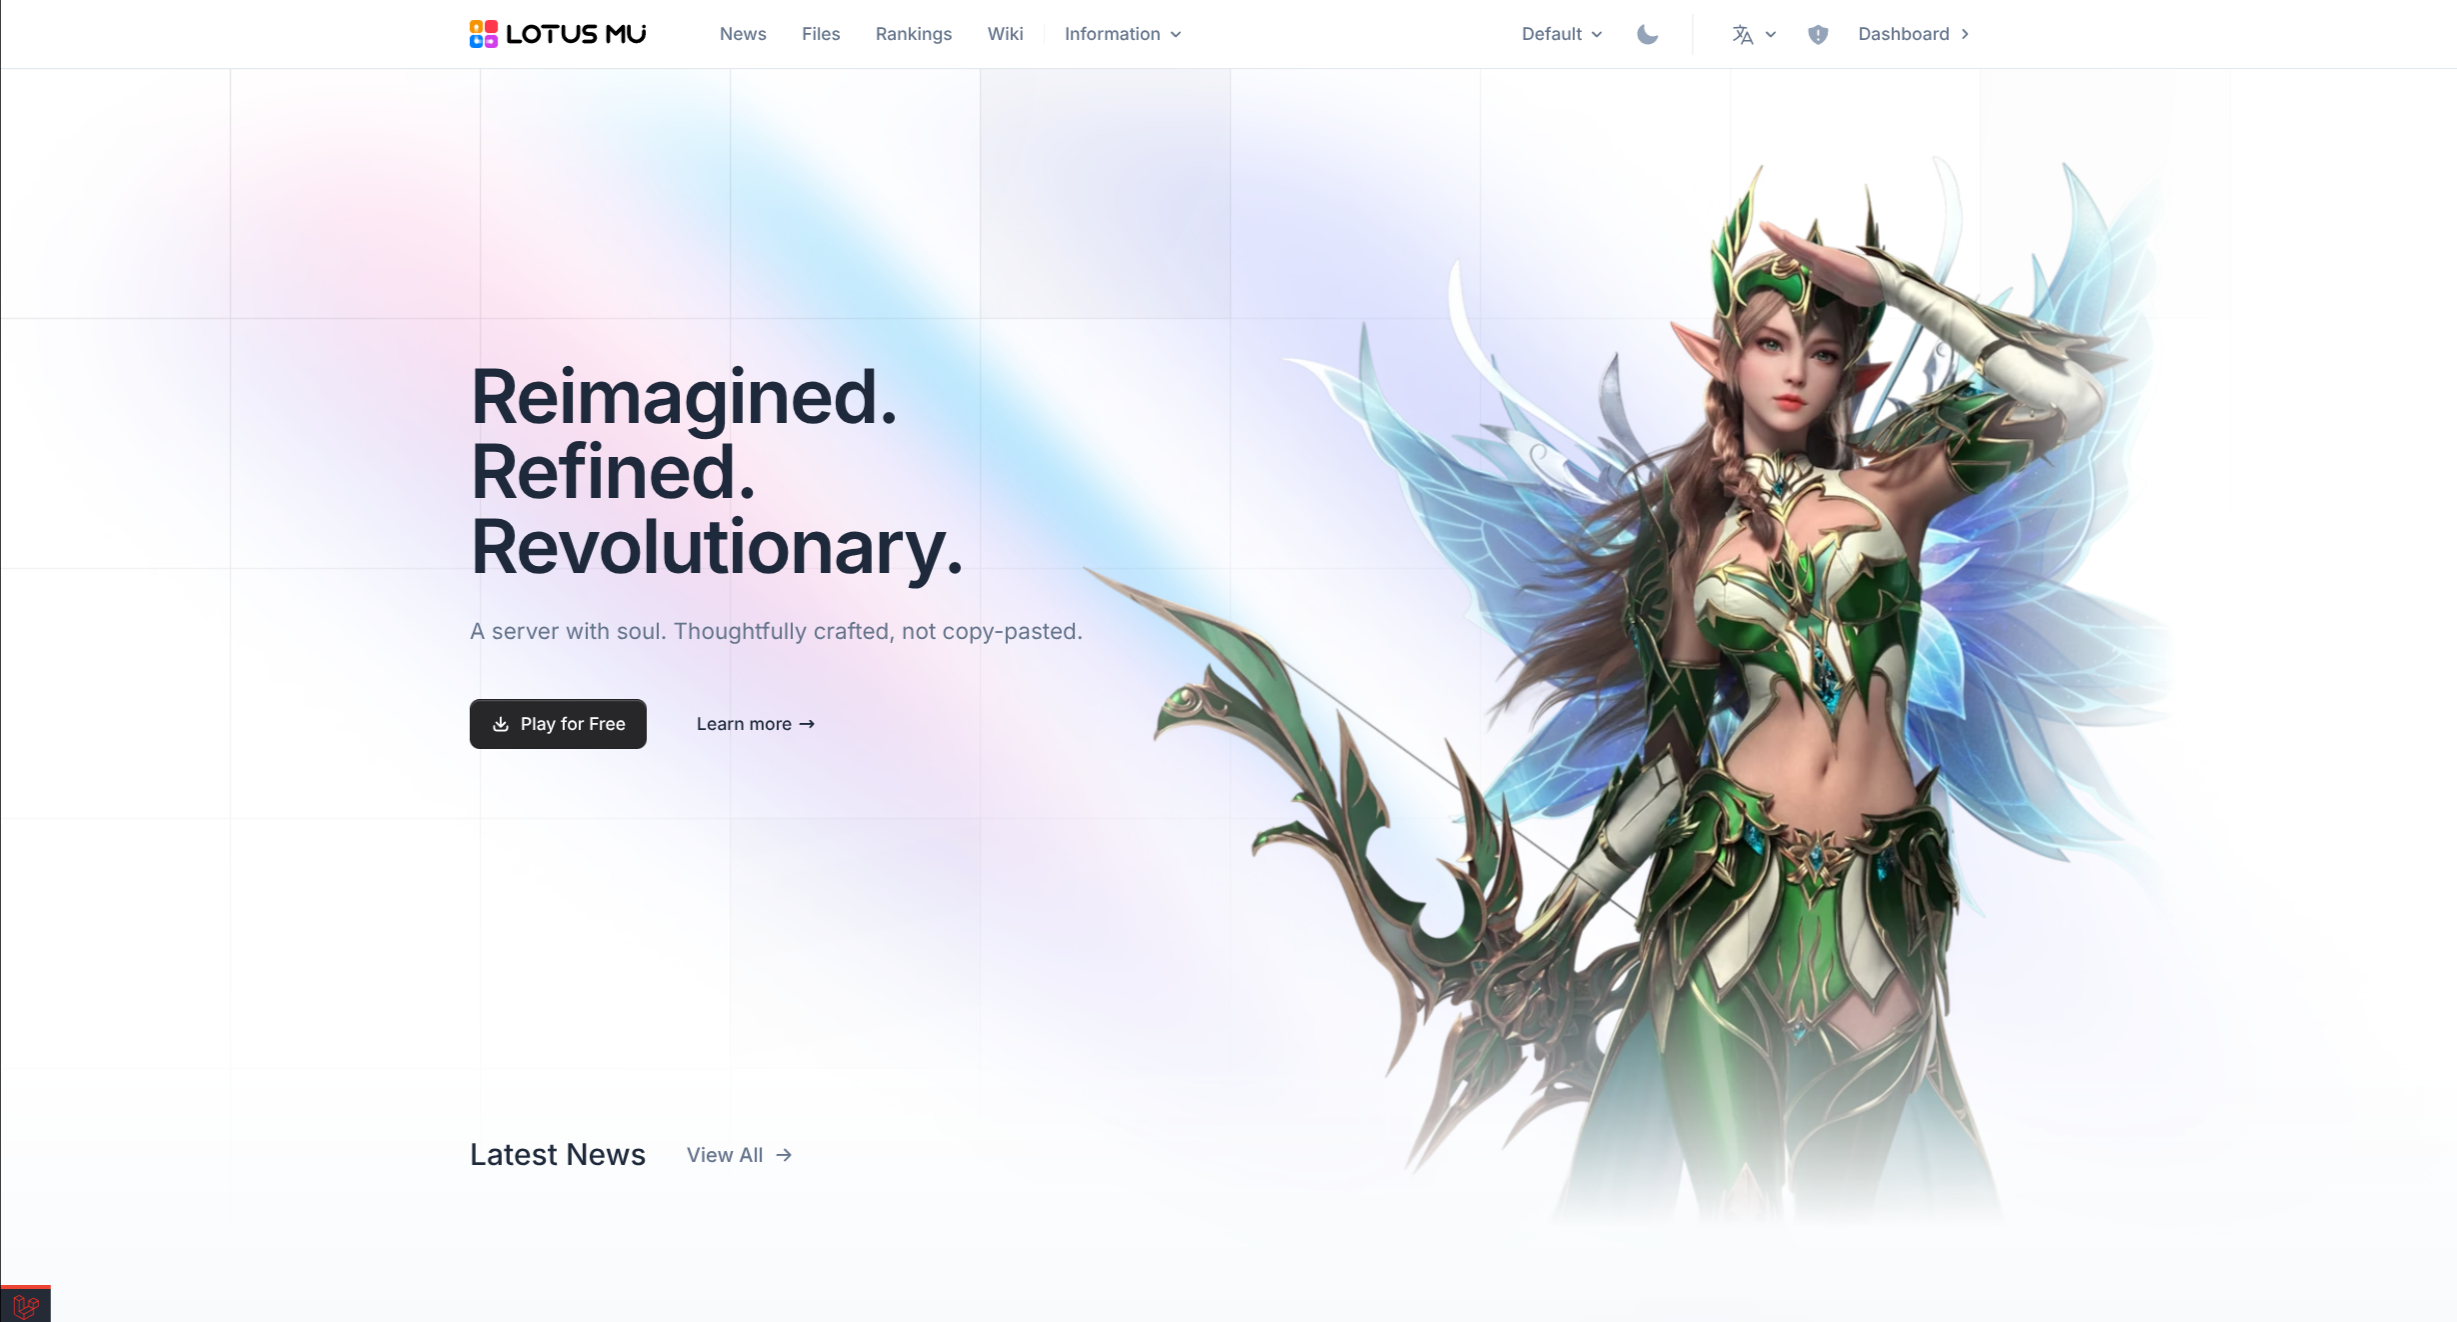 LOTUS MU
News
Files
Rankings
Wiki
Information
Default
Dashboard
Reimagined.
Refined.
Revolutionary.
A server with soul. Thoughtfully crafted, not copy-pasted.
Play for Free
Learn more →
Latest News
View All →